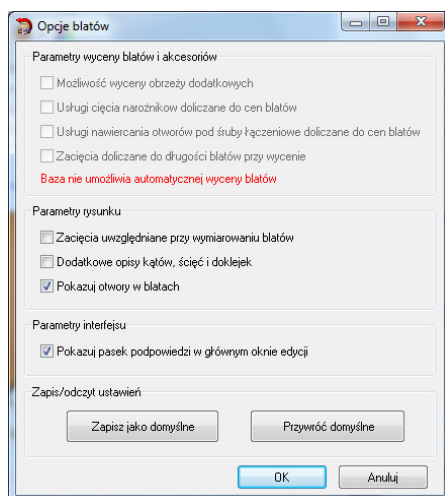 Opcje blatów
Parametry wyceny blatów i akcesoriów
Możliwość wyceny obrzeży dodatkowych
Usługi cięcia narożnikow doliczane do cen blatów
Usługi nawiercania otworów pod śruby łączeniowe doliczane do cen blatów
Zacięcia doliczane do długości blatów przy wycenie
Baza nie umożliwia automatycznej wyceny blatów
Parametry rysunku
Zacięcia uwzględniane przy wymiarowaniu blatów
Dodatkowe opisy kątów, ścięć i doklejek
Pokazuj otwory w blatach
Parametry interfejsu
Pokazuj pasek podpowiedzi w głównym oknie edycji
Zapis/odczyt ustawień
Zapisz jako domyślne Przywróć domyślne
OK Anuluj